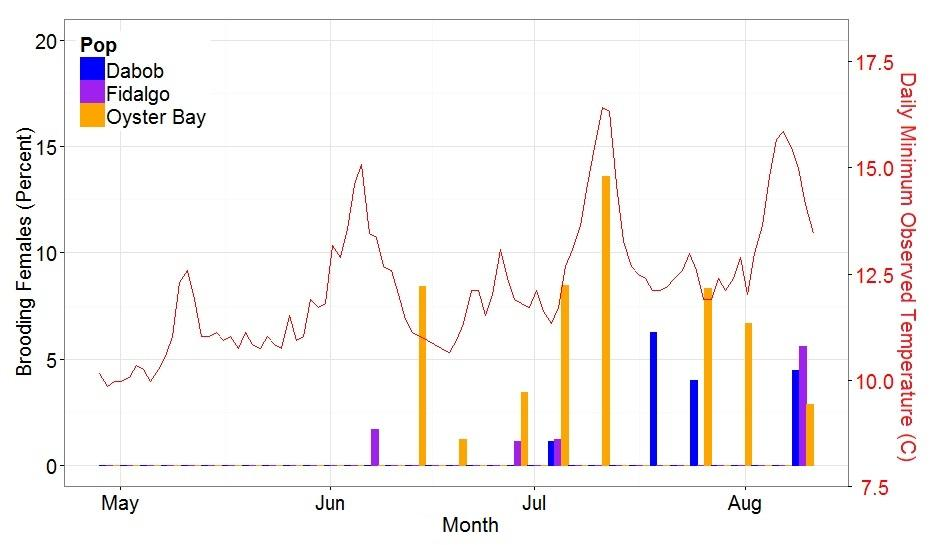 Pop
Dabob
Fidalgo
Oyster Bay
Brooding Females (Percent)
20
15
10
5
0
Daily Minimum Observed Temperature (C)
17.5
15.0
12.5
10.0
7.5
May Jun Jul Aug
Month